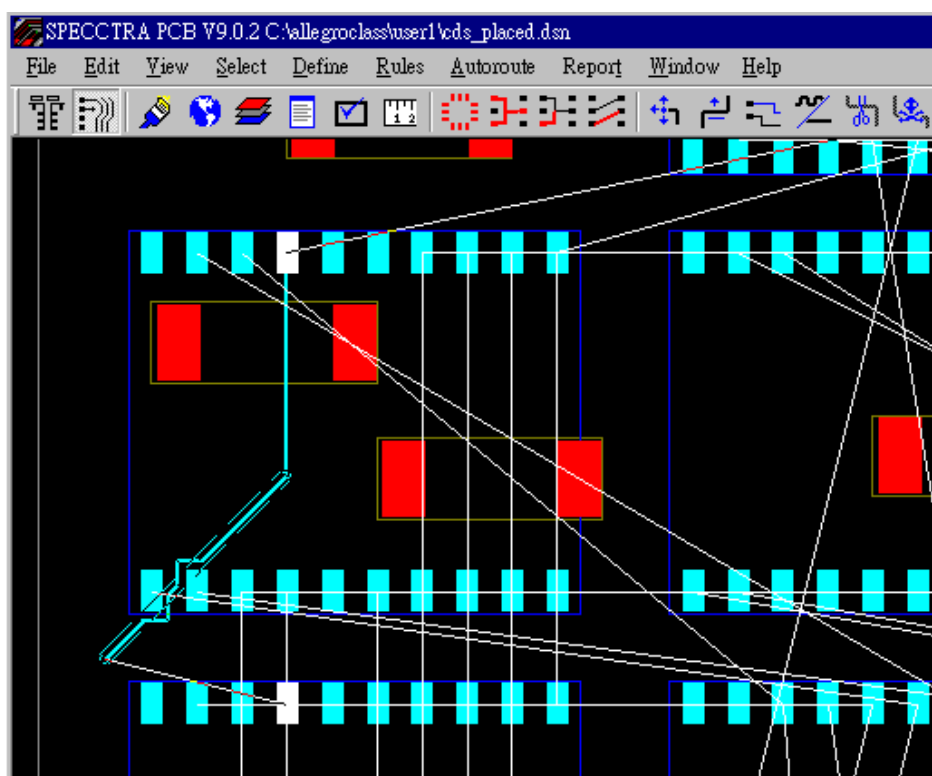 SPECCTRA PCB V9.0.2 C:\allegroclass\user1\cds_placed.dsn
File Edit View Select Define Rules Autoroute Report Window Help
1 2